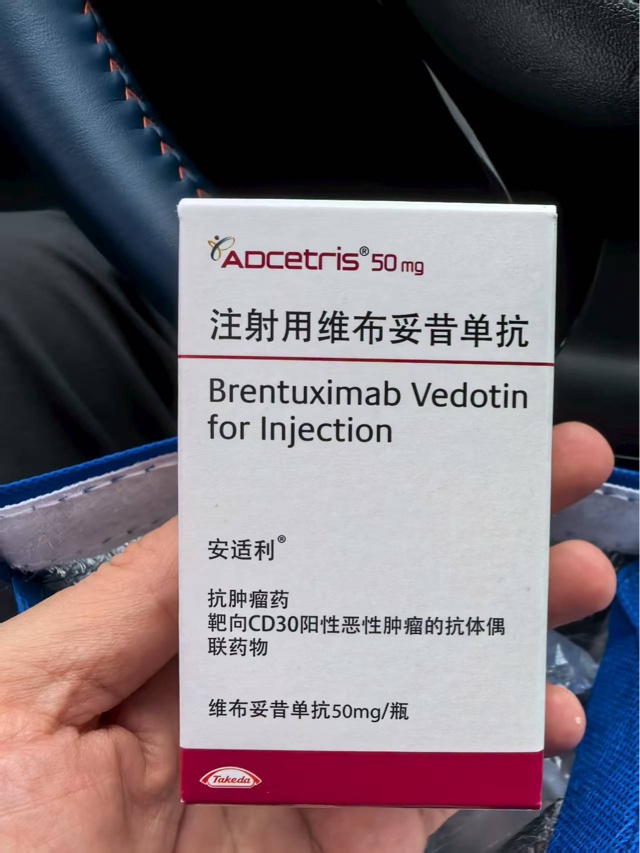 ADCETRIS® 50 mg
注射用维布妥昔单抗
Brentuximab Vedotin
for Injection
安适利®
抗肿瘤药
靶向CD30阳性恶性肿瘤的抗体偶
联药物
维布妥昔单抗50mg/瓶
Takeda